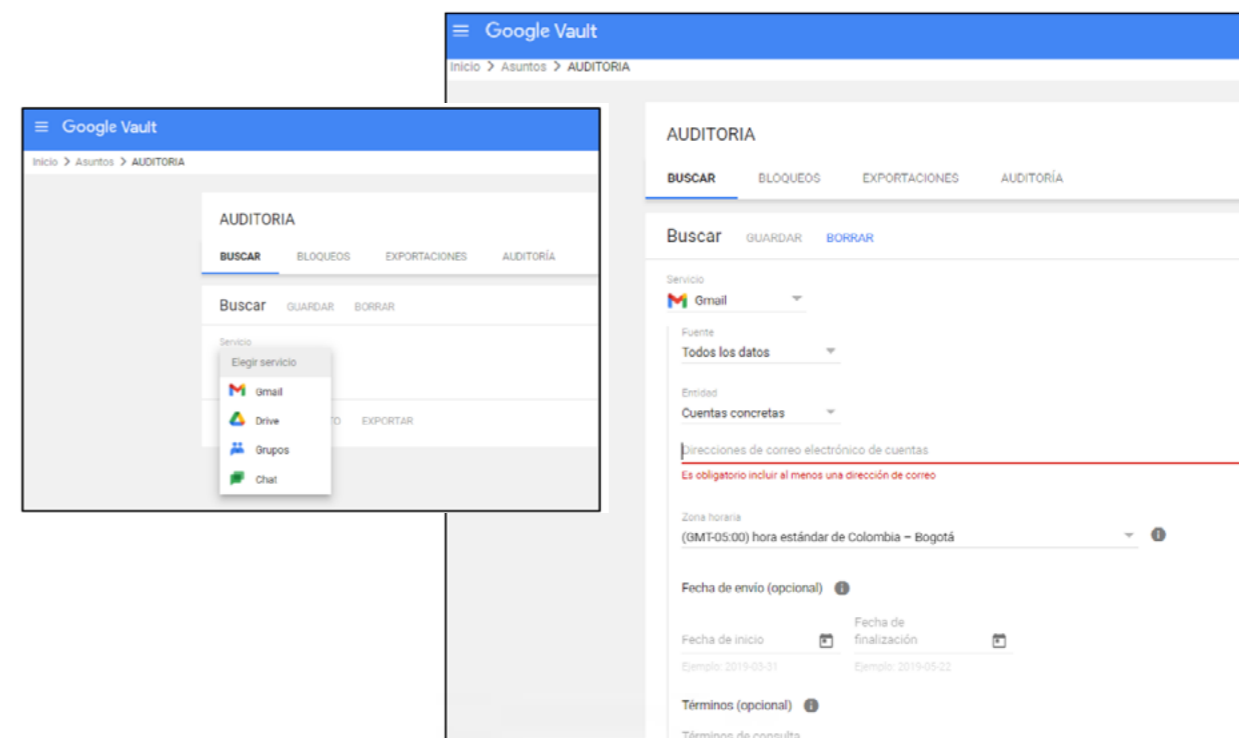 Google Vault
Inicio > Asuntos > AUDITORIA
AUDITORIA
BUSCAR BLOQUEOS EXPORTACIONES AUDITORÍA
Buscar GUARDAR BORRAR
Servicio
Elegir servicio
Gmail
Drive
TO EXPORTAR
Grupos
Chat
Google Vault
Inicio > Asuntos > AUDITORIA
AUDITORIA
BUSCAR BLOQUEOS EXPORTACIONES AUDITORÍA
Buscar GUARDAR BORRAR
Servicio
Gmail
Fuente
Todos los datos
Entidad
Cuentas concretas
Direcciones de correo electrónico de cuentas
Es obligatorio incluir al menos una dirección de correo
Zona horaria
(GMT-05:00) hora estándar de Colombia – Bogotá
Fecha de envío (opcional)
Fecha de inicio
Fecha de
finalización
Ejemplo: 2019-03-31 Ejemplo: 2019-05-22
Términos (opcional)
Términos de consulta